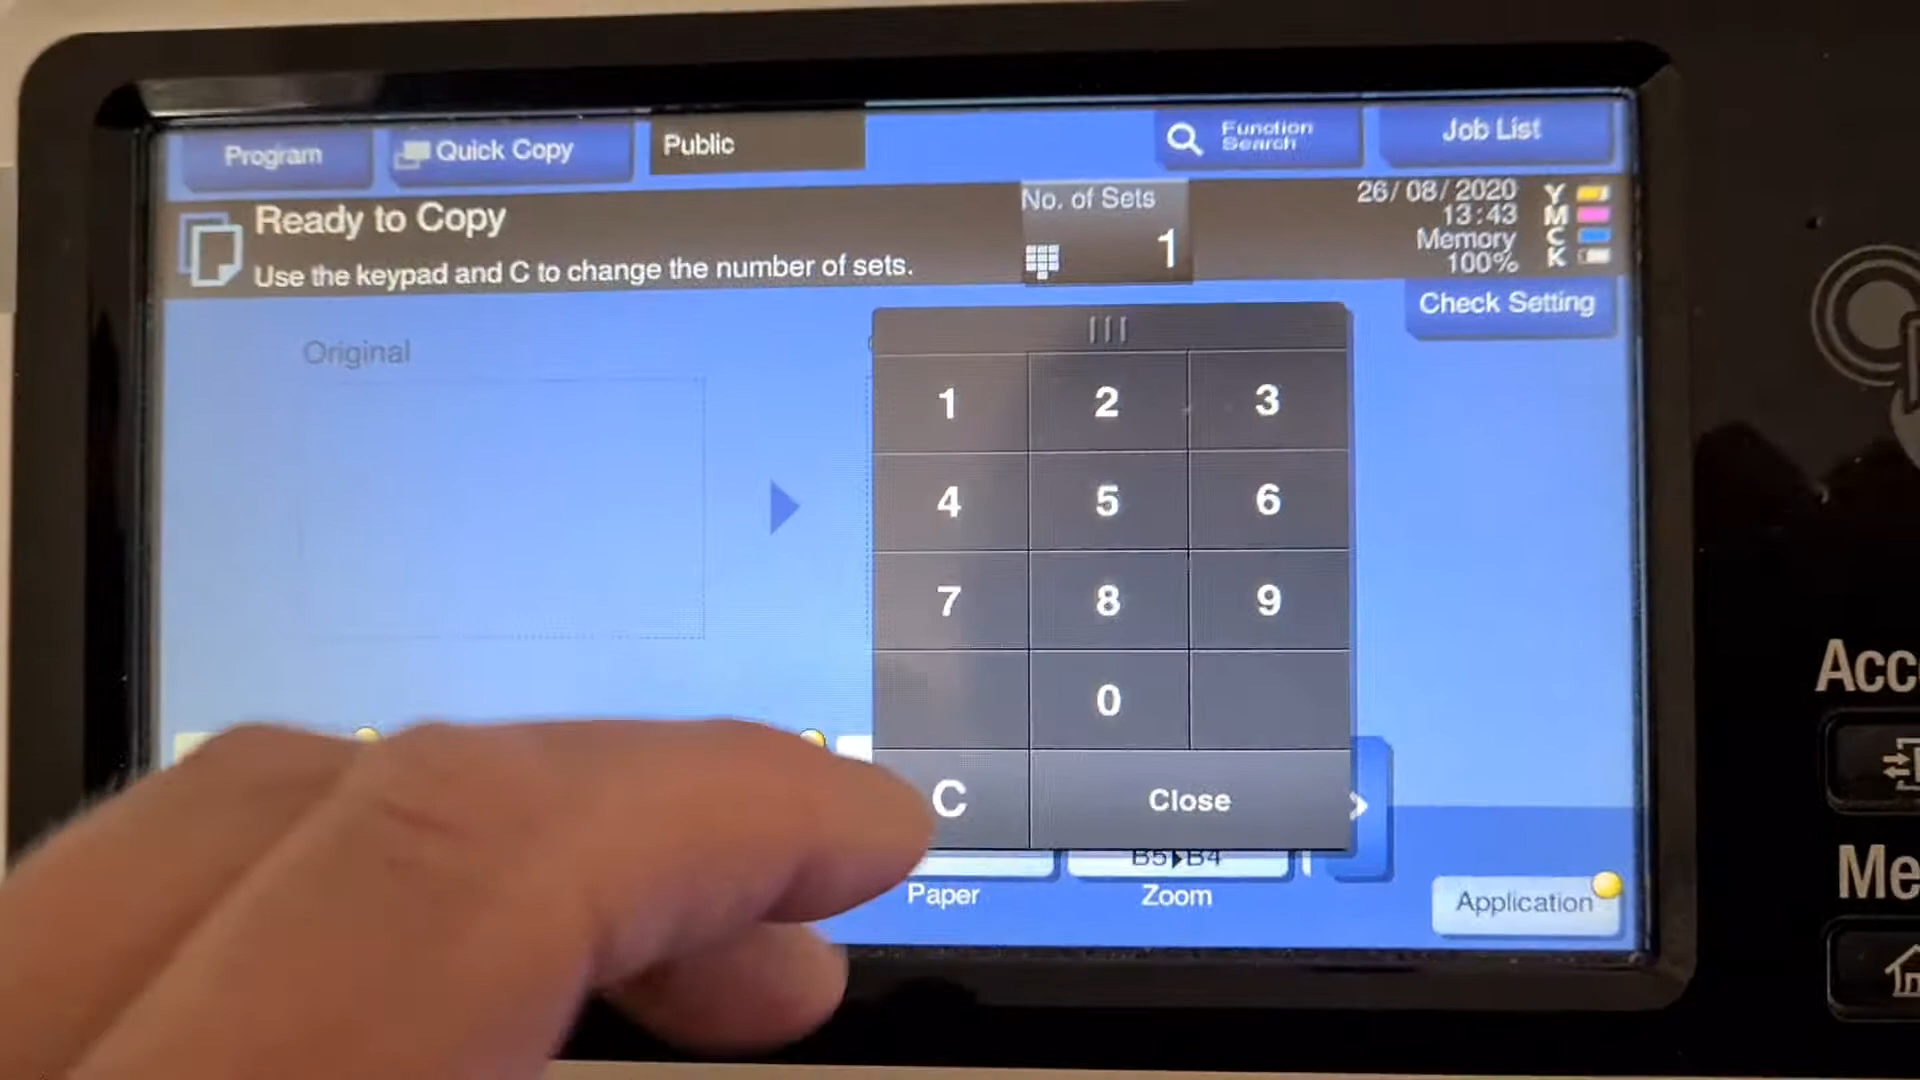 Program
Quick Copy
Public
Function
Search
Job List
Ready to Copy
Use the keypad and C to change the number of sets.
No. of Sets
1
26/08/2020
13:43
Memory
100%
Y
M
C
K
Check Setting
Original
1 2 3
4 5 6
7 8 9
0
C Close
B5▶B4
Paper
Zoom
Application
Acc
Me